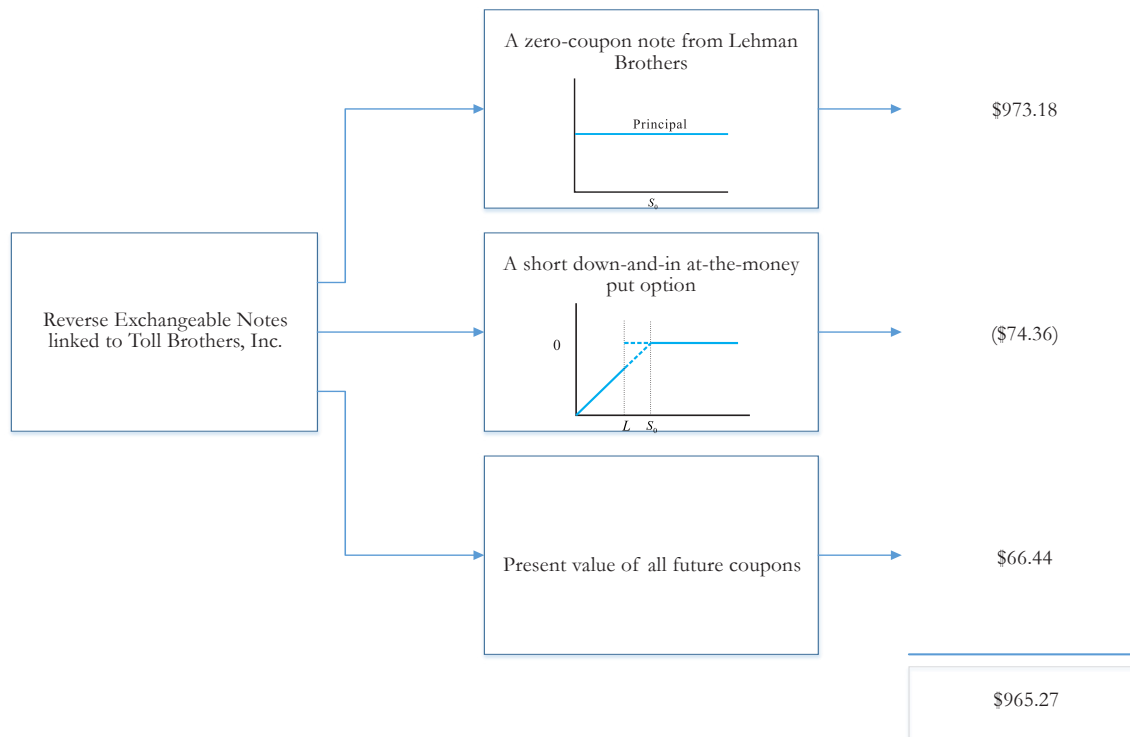 A zero-coupon note from Lehman
Brothers
Principal
S₀
$973.18
Reverse Exchangeable Notes
linked to Toll Brothers, Inc.
A short down-and-in at-the-money
put option
0
L S₀
($74.36)
Present value of all future coupons
$66.44
$965.27